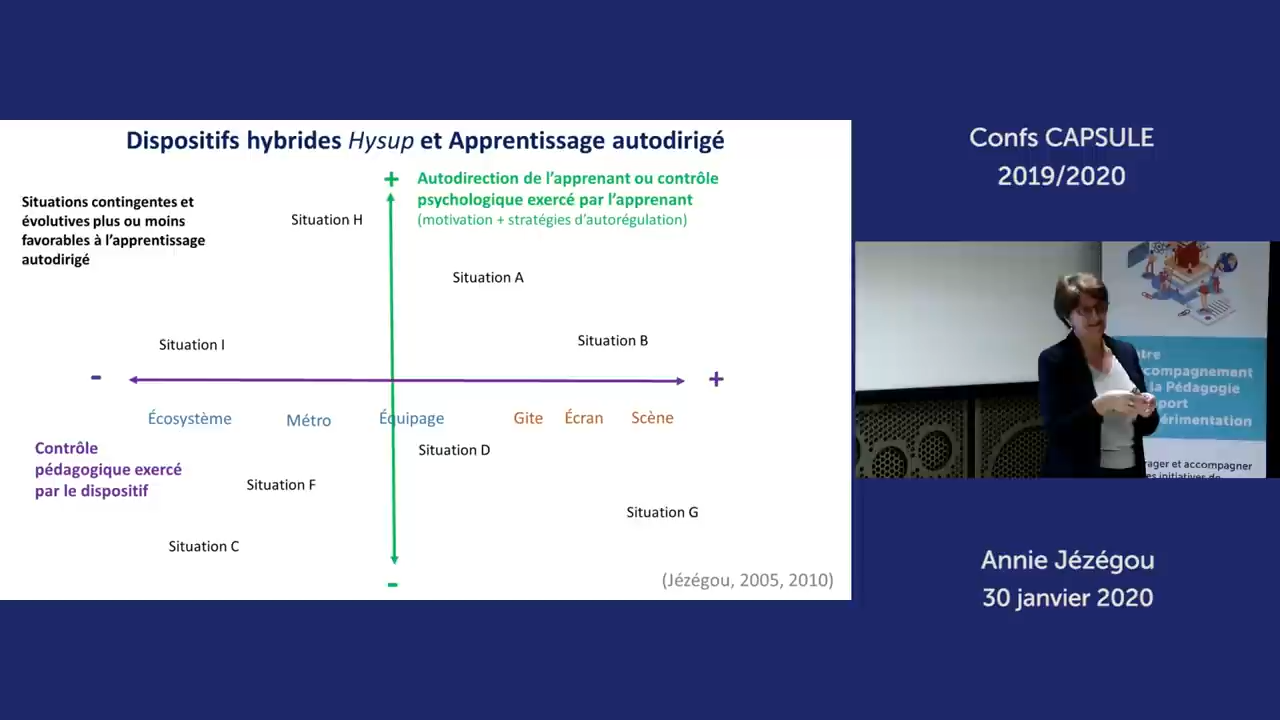 Dispositifs hybrides Hysup et Apprentissage autodirigé
+
Autodirection de l'apprenant ou contrôle
psychologique exercé par l'apprenant
(motivation + stratégies d'autorégulation)
Situations contingentes et
évolutives plus ou moins
favorables à l'apprentissage
autodirigé
Situation H
Situation A
Situation I
Situation B
-
+
Écosystème
Métro
Équipage
Gite
Écran
Scène
Contrôle
pédagogique exercé
par le dispositif
Situation D
Situation F
Situation G
Situation C
-
(Jézégou, 2005, 2010)
Confs CAPSULE
2019/2020
la Pédagogie
Annie Jézégou
30 janvier 2020